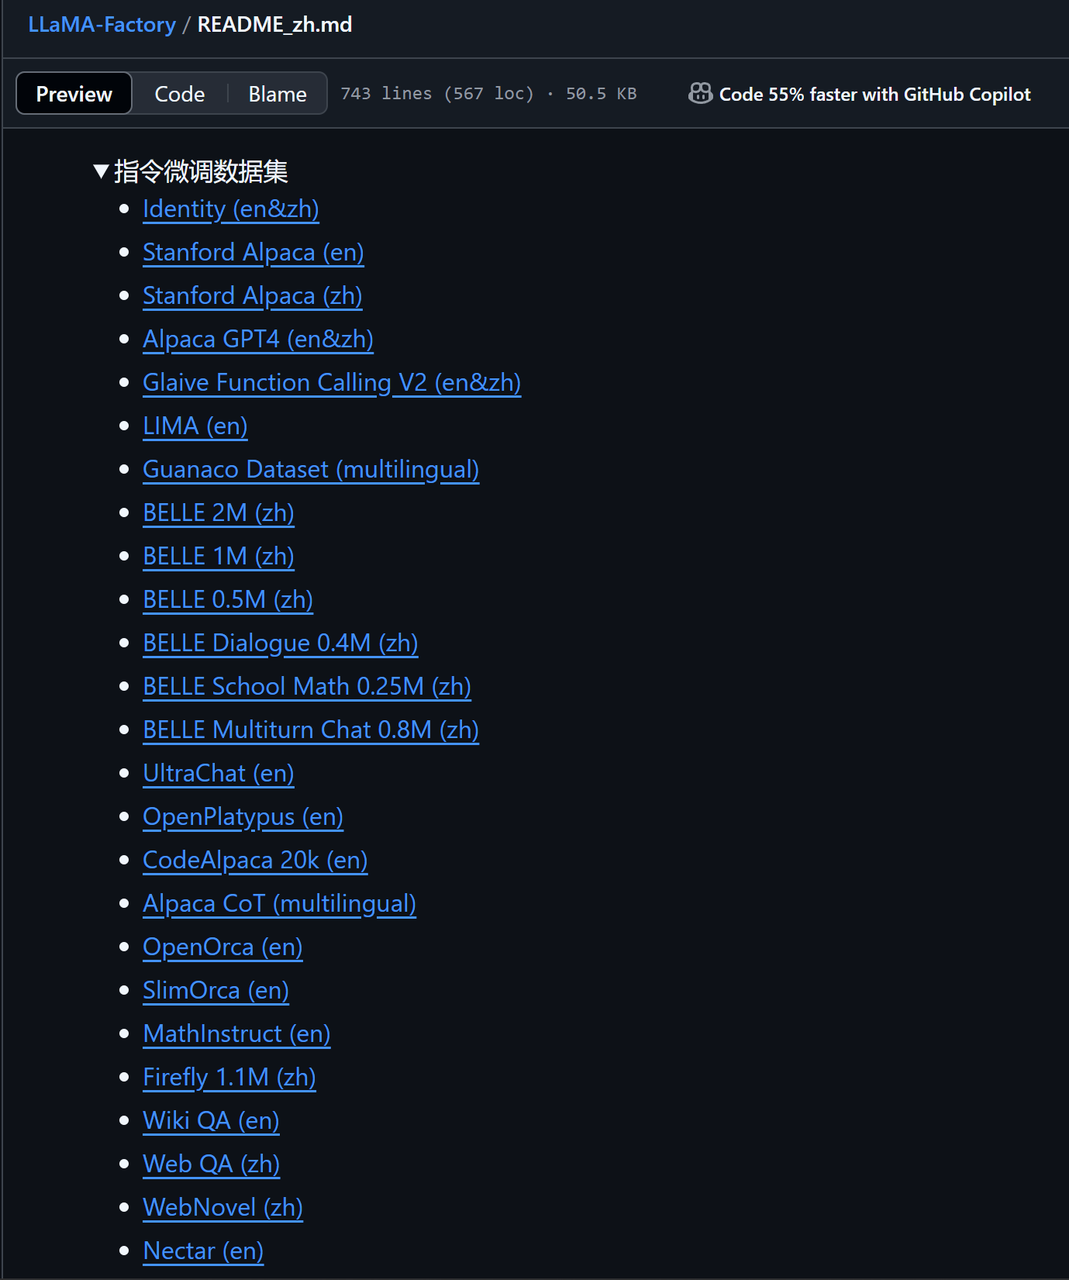 LLaMA-Factory / README_zh.md
Preview Code Blame 743 lines (567 loc) · 50.5 KB Code 55% faster with GitHub Copilot
▼指令微调数据集
• Identity (en&zh)
• Stanford Alpaca (en)
• Stanford Alpaca (zh)
• Alpaca GPT4 (en&zh)
• Glaive Function Calling V2 (en&zh)
• LIMA (en)
• Guanaco Dataset (multilingual)
• BELLE 2M (zh)
• BELLE 1M (zh)
• BELLE 0.5M (zh)
• BELLE Dialogue 0.4M (zh)
• BELLE School Math 0.25M (zh)
• BELLE Multiturn Chat 0.8M (zh)
• UltraChat (en)
• OpenPlatypus (en)
• CodeAlpaca 20k (en)
• Alpaca CoT (multilingual)
• OpenOrca (en)
• SlimOrca (en)
• MathInstruct (en)
• Firefly 1.1M (zh)
• Wiki QA (en)
• Web QA (zh)
• WebNovel (zh)
• Nectar (en)